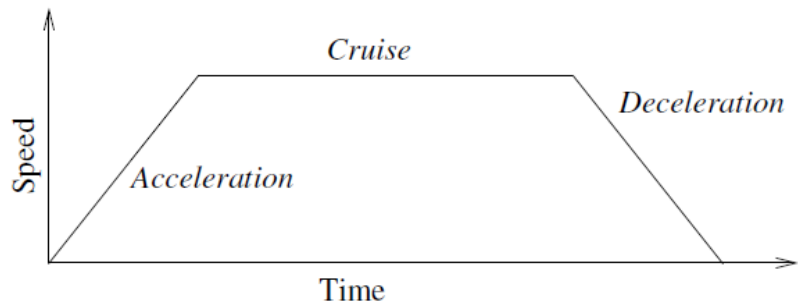 Cruise
Deceleration
Acceleration
Speed
Time